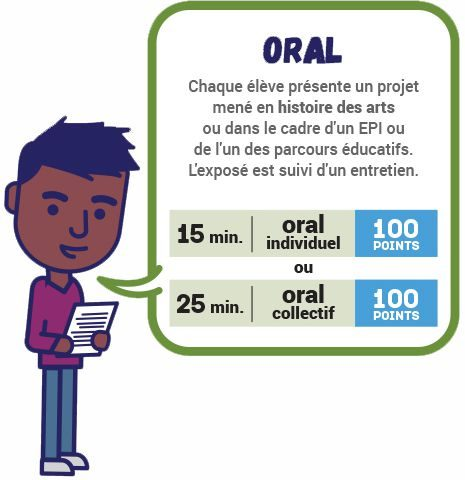 ORAL
Chaque élève présente un projet
mené en histoire des arts
ou dans le cadre d'un EPI ou
de l'un des parcours éducatifs.
L'exposé est suivi d'un entretien.
15 min. oral individuel 100 POINTS
ou
25 min. oral collectif 100 POINTS